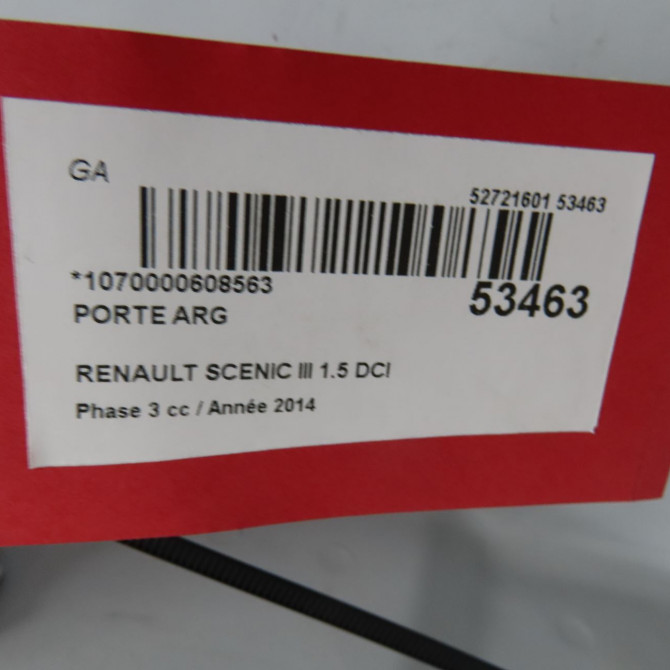 GA
52721601 53463
*1070000608563
53463
PORTE ARG
RENAULT SCENIC III 1.5 DCI
Phase 3 cc / Année 2014